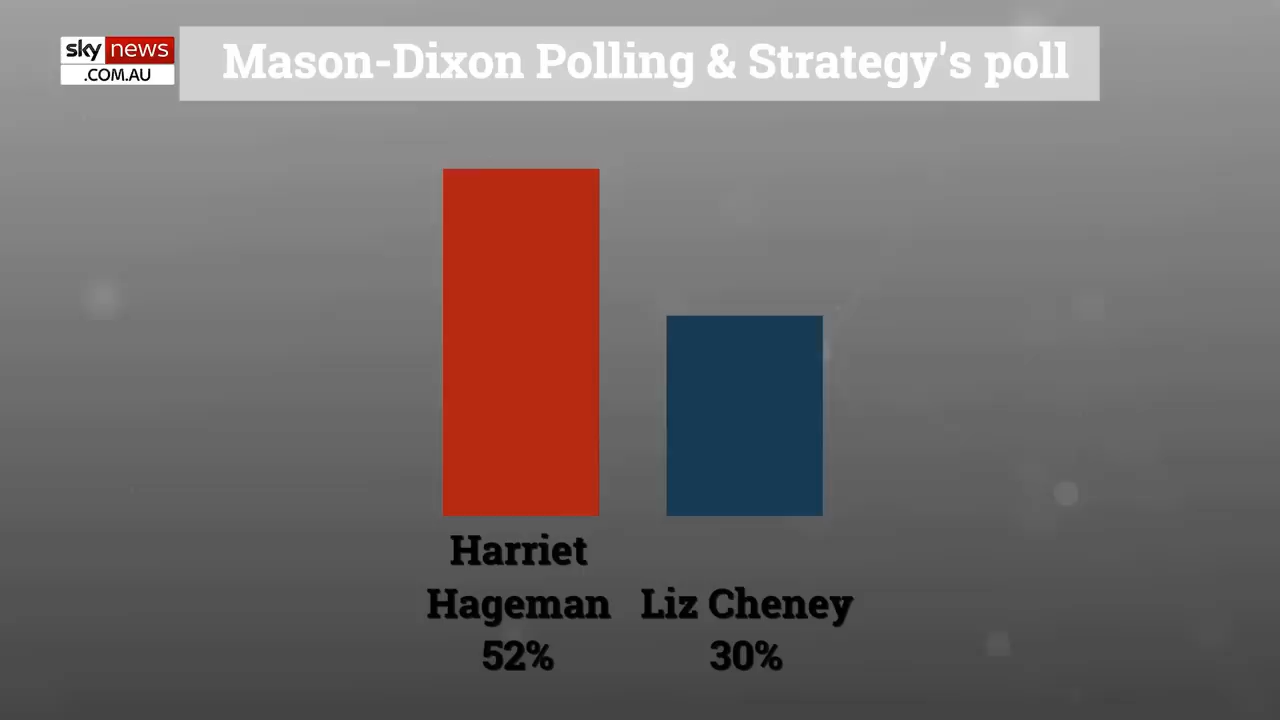 sky news
.COM.AU
Mason-Dixon Polling & Strategy's poll
Harriet
Hageman
52%
Liz Cheney
30%